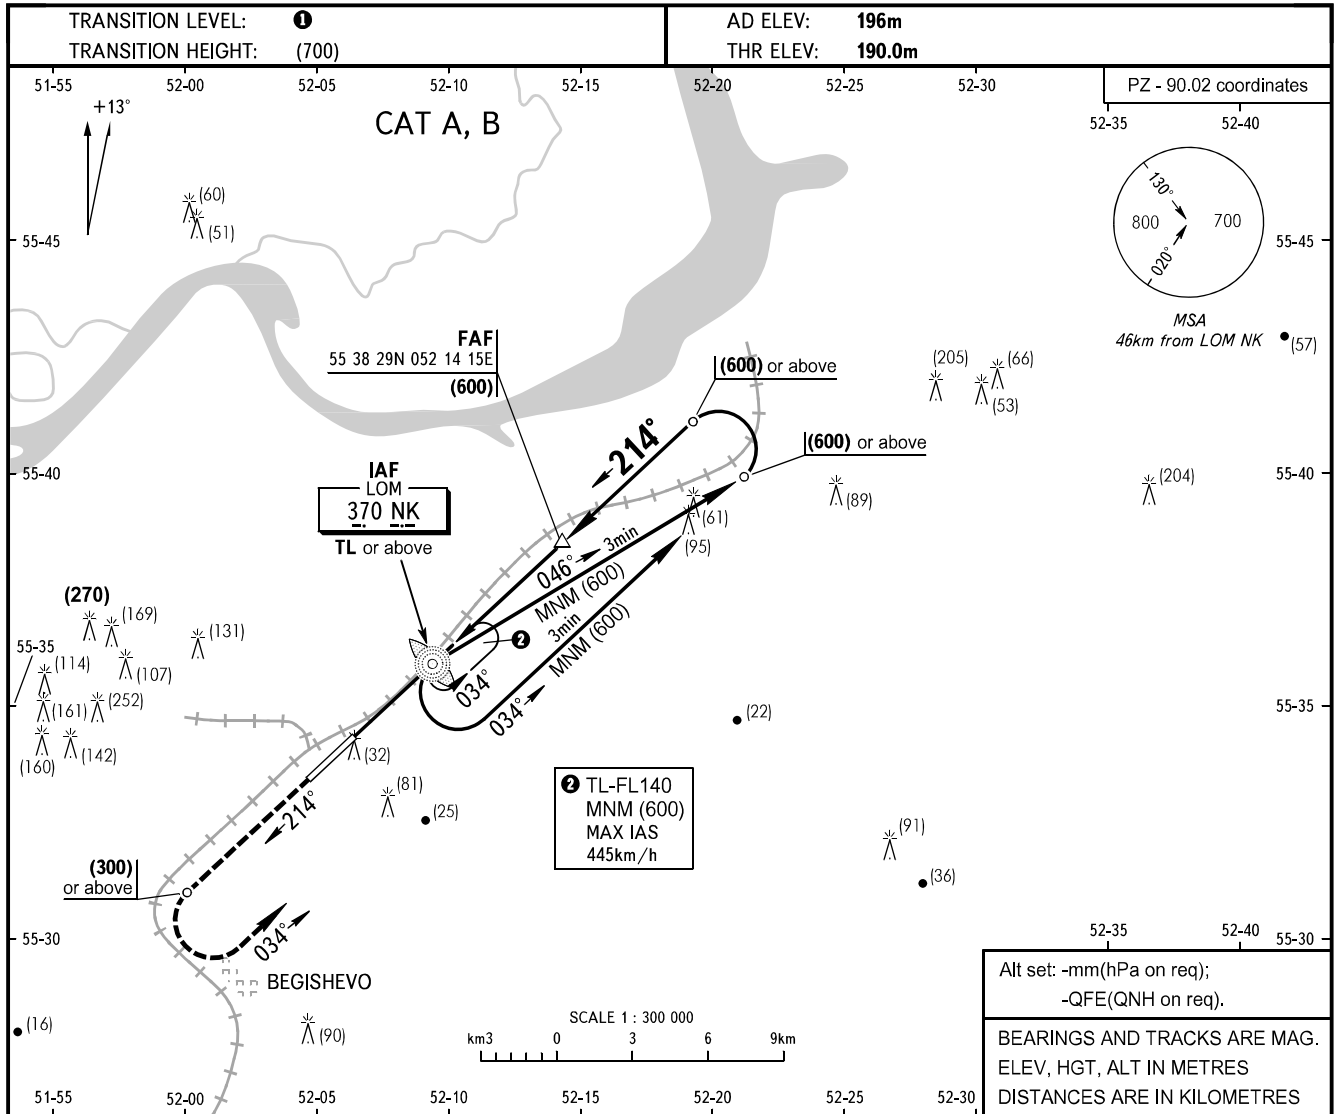 TRANSITION LEVEL: ❶
TRANSITION HEIGHT: (700)
AD ELEV: 196m
THR ELEV: 190.0m
51-55 52-00 52-05 52-10 52-15 52-20 52-25 52-30
PZ - 90.02 coordinates
52-35 52-40
+13°
CAT A, B
130°
800 700
020°
MSA
46km from LOM NK
(60)
(51)
55-45
55-45
(57)
FAF
55 38 29N 052 14 15E
(600)
(600) or above
(205)
(66)
(53)
214°
(600) or above
55-40
55-40
IAF
LOM
370 NK
TL or above
(61)
(95)
(89)
(204)
046° 3min
MNM (600)
3min
MNM (600)
034°
034°
❷
(270)
(169)
(131)
55-35
(114)
(107)
(161)
(252)
(160)
(142)
55-35
(22)
(32)
(81)
(25)
214°
❷ TL-FL140
MNM (600)
MAX IAS
445km/h
(91)
(36)
(300)
or above
034°
55-30
52-35 52-40
55-30
BEGISHEVO
(16)
(90)
SCALE 1 : 300 000
km3 0 3 6 9km
Alt set: -mm(hPa on req);
-QFE(QNH on req).
BEARINGS AND TRACKS ARE MAG.
ELEV, HGT, ALT IN METRES
DISTANCES ARE IN KILOMETRES
51-55 52-00 52-05 52-10 52-15 52-20 52-25 52-30